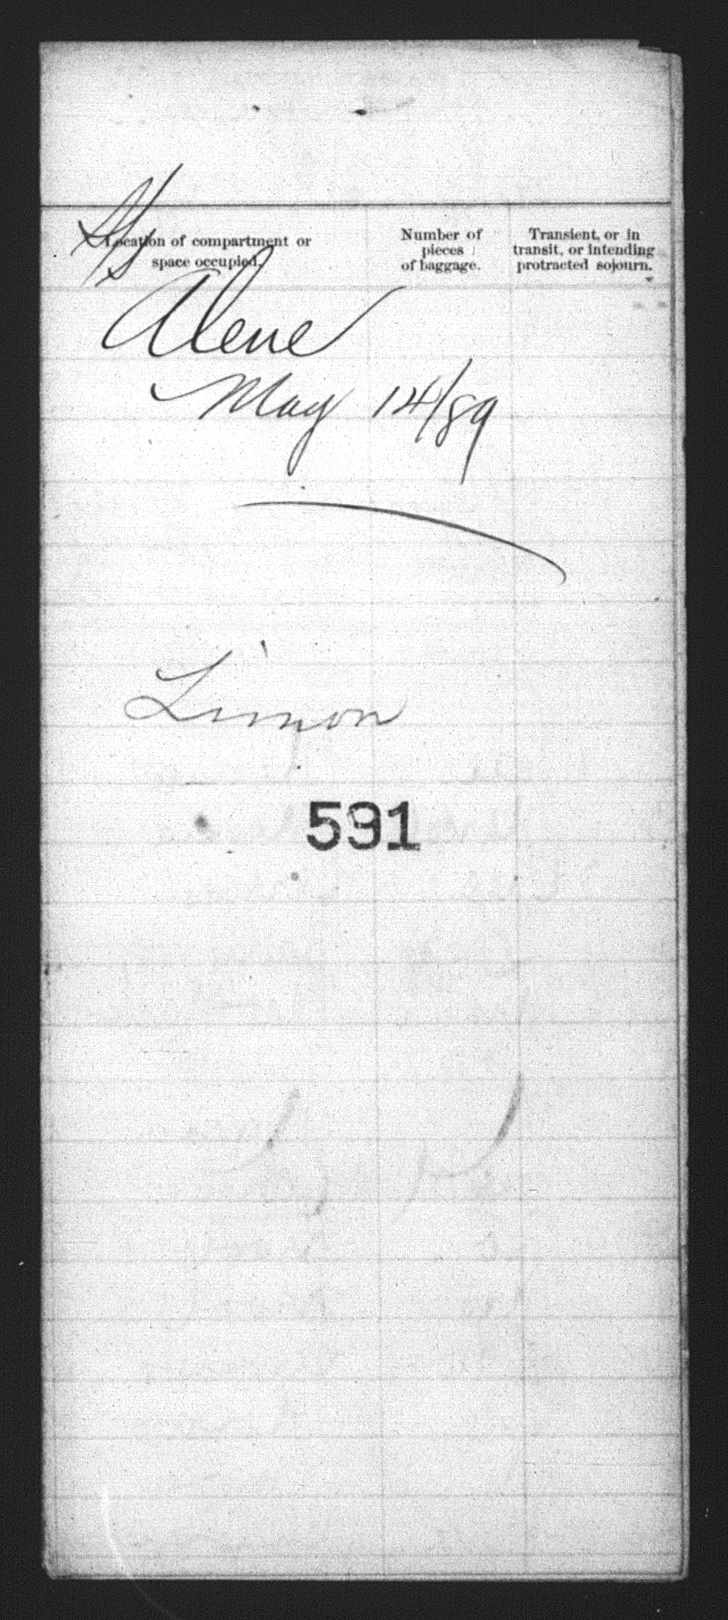 S/S
Location of compartment or space occupied.
Number of pieces of baggage.
Transient, or in transit, or intending protracted sojourn.
Alene
May 14/89
Limon
591